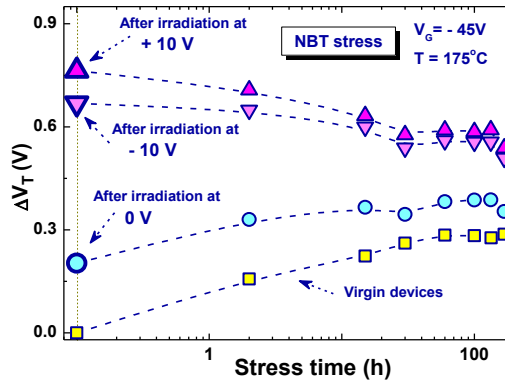 After irradiation at
+ 10 V
NBT stress
V_G = - 45V
T = 175°C
0.9
0.6
0.3
0.0
ΔV_T (V)
After irradiation at
- 10 V
After irradiation at
0 V
Virgin devices
1
10
100
Stress time (h)